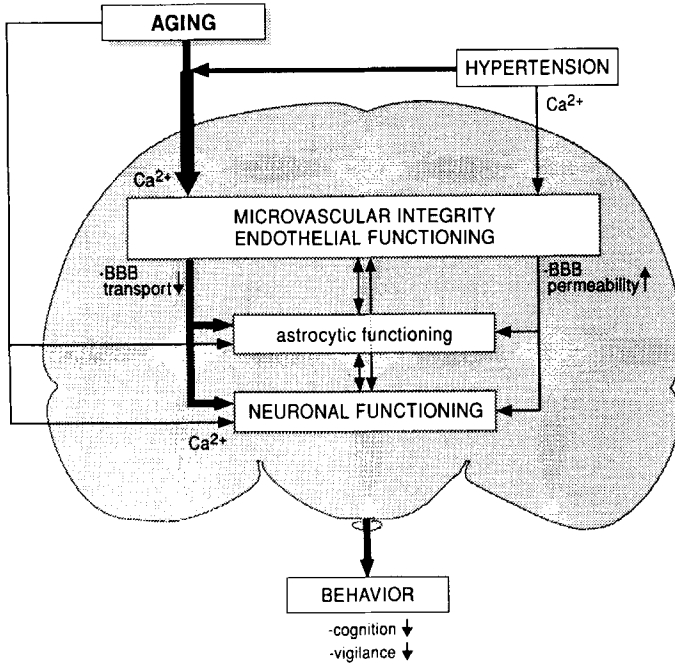 AGING
HYPERTENSION
Ca2+
Ca2+
MICROVASCULAR INTEGRITY
ENDOTHELIAL FUNCTIONING
-BBB
transport ↓
-BBB
permeability ↑
astrocytic functioning
NEURONAL FUNCTIONING
Ca2+
BEHAVIOR
-cognition ↓
-vigilance ↓